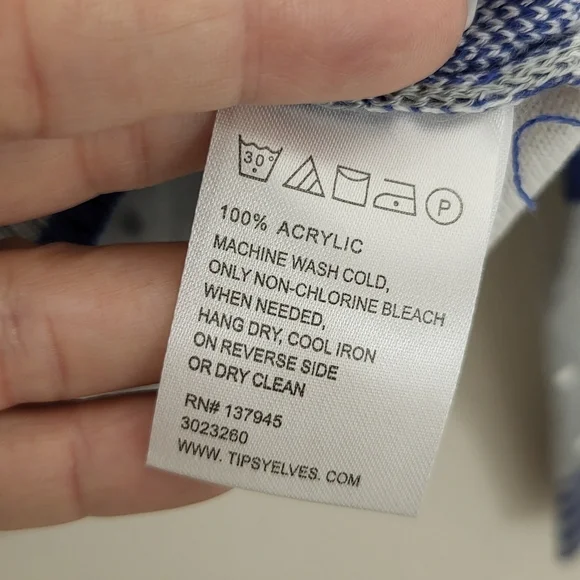 30°
P
100% ACRYLIC
MACHINE WASH COLD,
ONLY NON-CHLORINE BLEACH
WHEN NEEDED,
HANG DRY, COOL IRON
ON REVERSE SIDE
OR DRY CLEAN
RN# 137945
3023260
WWW. TIPSYELVES. COM